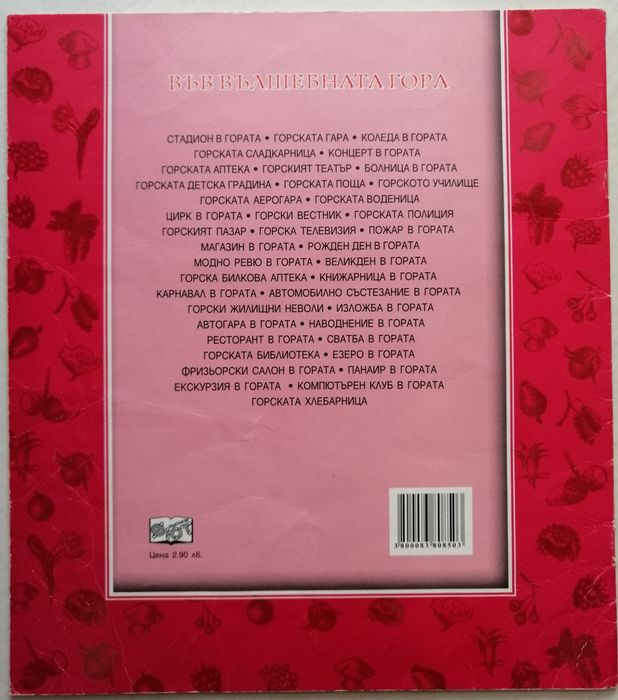 ВЪВ ВЪЛШЕБНАТА ГОРА
СТАДИОН В ГОРАТА • ГОРСКАТА ГАРА • КОЛЕДА В ГОРАТА
ГОРСКАТА СЛАДКАРНИЦА • КОНЦЕРТ В ГОРАТА
ГОРСКАТА АПТЕКА • ГОРСКИЯТ ТЕАТЪР • БОЛНИЦА В ГОРАТА
ГОРСКАТА ДЕТСКА ГРАДИНА • ГОРСКАТА ПОЩА • ГОРСКОТО УЧИЛИЩЕ
ГОРСКАТА АЕРОГАРА • ГОРСКАТА ВОДЕНИЦА
ЦИРК В ГОРАТА • ГОРСКИ ВЕСТНИК • ГОРСКАТА ПОЛИЦИЯ
ГОРСКИЯТ ПАЗАР • ГОРСКА ТЕЛЕВИЗИЯ • ПОЖАР В ГОРАТА
МАГАЗИН В ГОРАТА • РОЖДЕН ДЕН В ГОРАТА
МОДНО РЕВЮ В ГОРАТА • ВЕЛИКДЕН В ГОРАТА
ГОРСКА БИЛКОВА АПТЕКА • КНИЖАРНИЦА В ГОРАТА
КАРНАВАЛ В ГОРАТА • АВТОМОБИЛНО СЪСТЕЗАНИЕ В ГОРАТА
ГОРСКИ ЖИЛИЩНИ НЕВОЛИ • ИЗЛОЖБА В ГОРАТА
АВТОГАРА В ГОРАТА • НАВОДНЕНИЕ В ГОРАТА
РЕСТОРАНТ В ГОРАТА • СВАТБА В ГОРАТА
ГОРСКАТА БИБЛИОТЕКА • ЕЗЕРО В ГОРАТА
ФРИЗЬОРСКИ САЛОН В ГОРАТА • ПАНАИР В ГОРАТА
ЕКСКУРЗИЯ В ГОРАТА • КОМПЮТЪРЕН КЛУБ В ГОРАТА
ГОРСКАТА ХЛЕБАРНИЦА
Цена 2.90 лв.
3800083808503